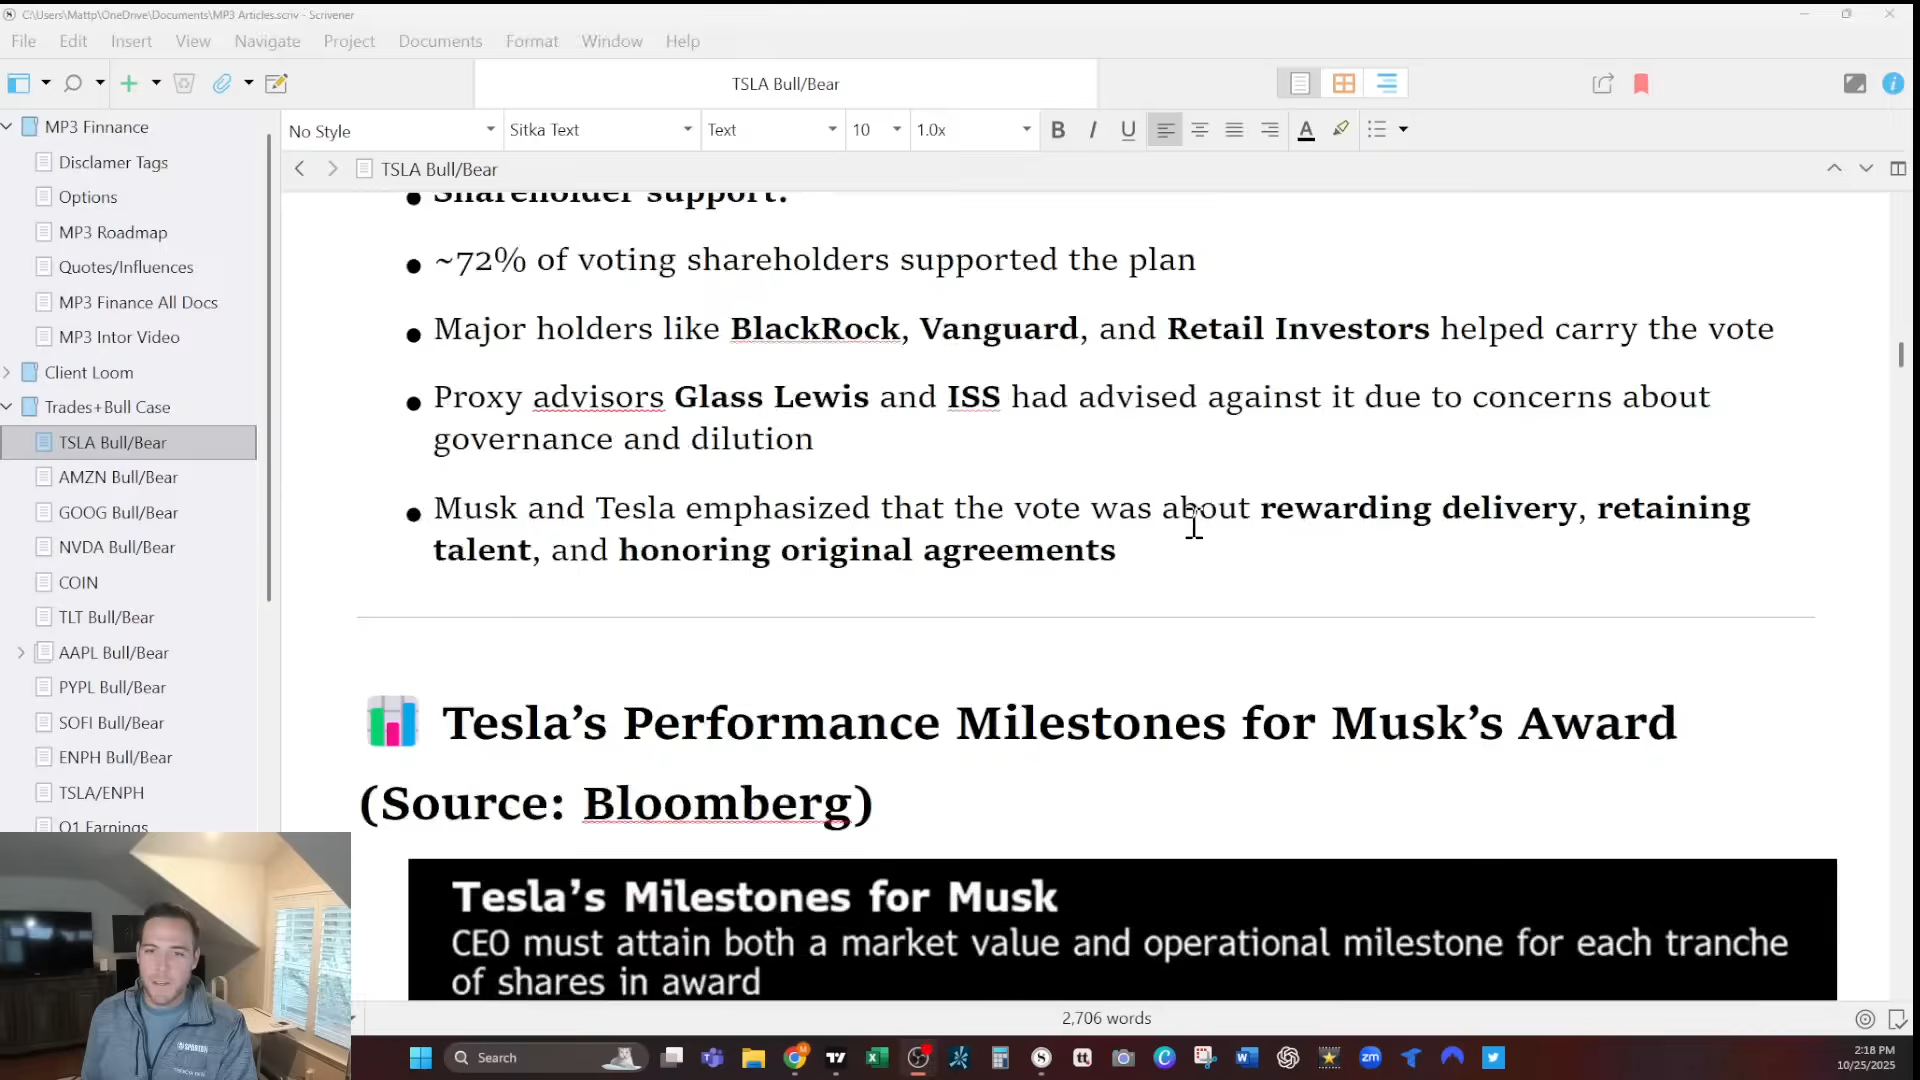 C:\Users\Mattp\OneDrive\Documents\MP3 Articles.scriv - Scrivener
File Edit Insert View Navigate Project Documents Format Window Help
TSLA Bull/Bear
No Style Sitka Text Text 10 1.0x B I U A
TSLA Bull/Bear
MP3 Finnance
Disclamer Tags
Options
MP3 Roadmap
Quotes/Influences
MP3 Finance All Docs
MP3 Intor Video
Client Loom
Trades+Bull Case
TSLA Bull/Bear
AMZN Bull/Bear
GOOG Bull/Bear
NVDA Bull/Bear
COIN
TLT Bull/Bear
AAPL Bull/Bear
PYPL Bull/Bear
SOFI Bull/Bear
ENPH Bull/Bear
TSLA/ENPH
Q1 Earnings
• Shareholder support:
• ~72% of voting shareholders supported the plan
• Major holders like BlackRock, Vanguard, and Retail Investors helped carry the vote
• Proxy advisors Glass Lewis and ISS had advised against it due to concerns about
governance and dilution
• Musk and Tesla emphasized that the vote was about rewarding delivery, retaining
talent, and honoring original agreements
Tesla’s Performance Milestones for Musk’s Award
(Source: Bloomberg)
Tesla’s Milestones for Musk
CEO must attain both a market value and operational milestone for each tranche
of shares in award
2,706 words
Search
2:18 PM
10/25/2025